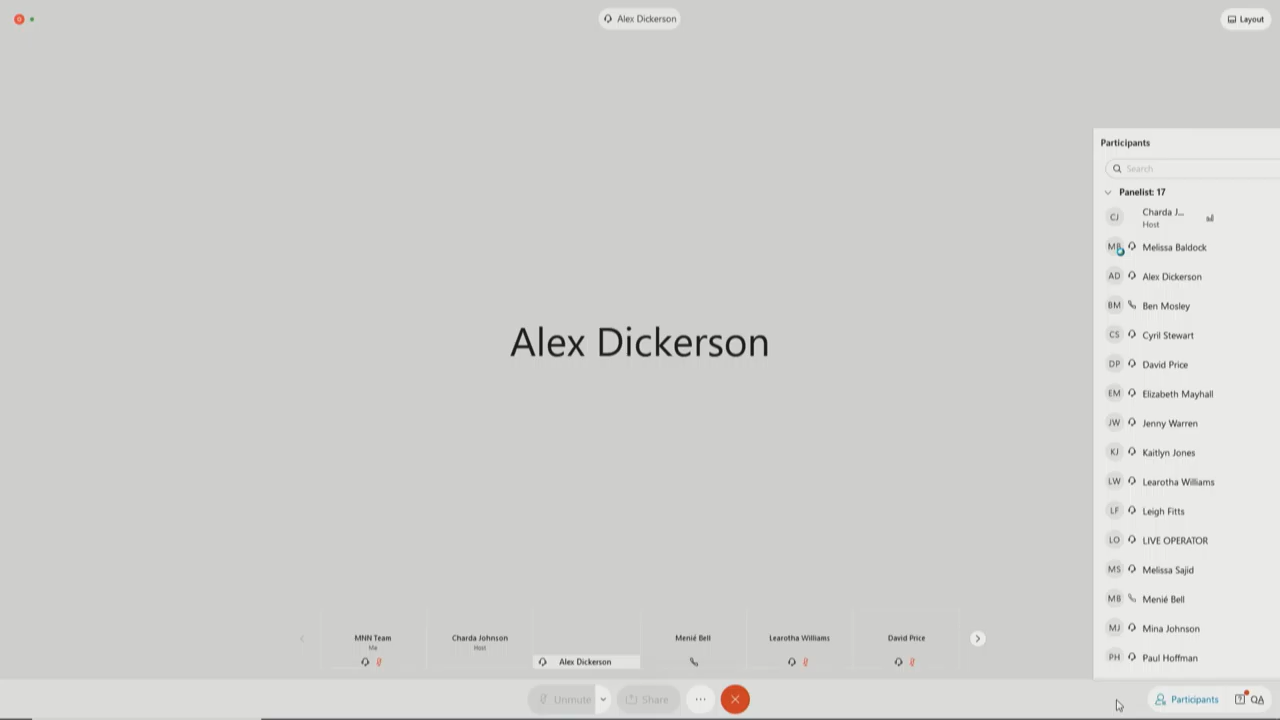 Alex Dickerson
Layout
Participants
Search
Panelist: 17
CJ Charda J...
Host
MB Melissa Baldock
AD Alex Dickerson
BM Ben Mosley
CS Cyril Stewart
DP David Price
EM Elizabeth Mayhall
JW Jenny Warren
KJ Kaitlyn Jones
LW Learotha Williams
LF Leigh Fitts
LO LIVE OPERATOR
MS Melissa Sajid
MB Menié Bell
MJ Mina Johnson
PH Paul Hoffman
Alex Dickerson
MNN Team
Me
Charda Johnson
Host
Alex Dickerson
Menié Bell
Learotha Williams
David Price
Unmute
Share
Participants
QA